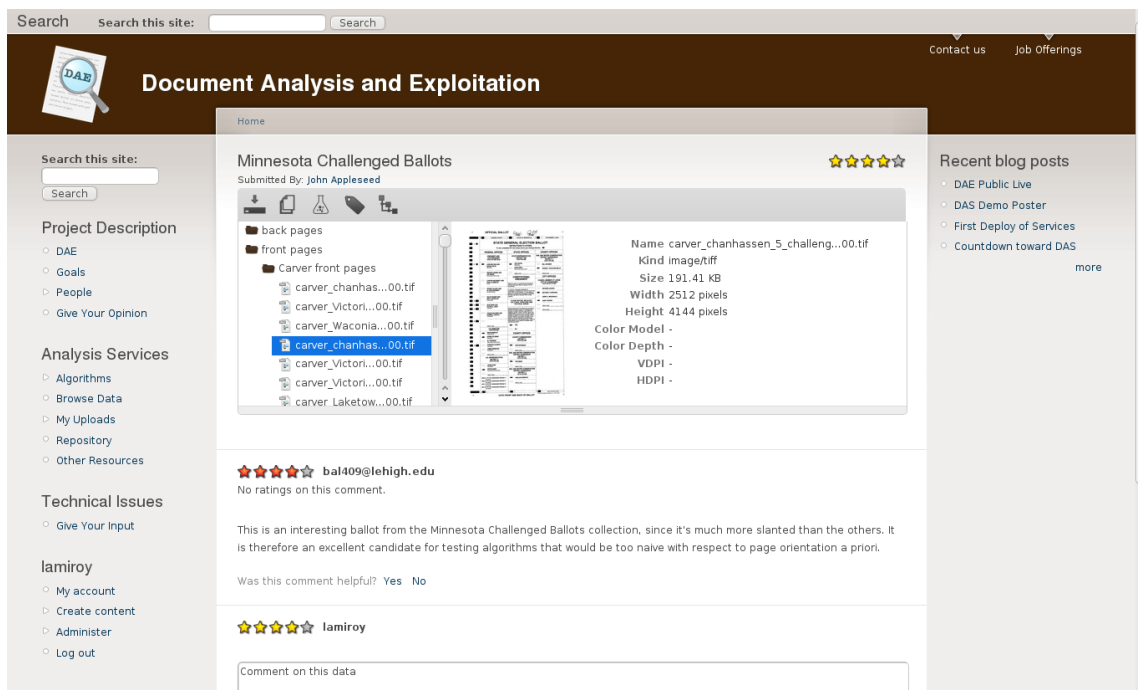 Search Search this site: Search
Contact us Job Offerings
DAE
Document Analysis and Exploitation
Home
Search this site:
Search
Project Description
DAE
Goals
People
Give Your Opinion
Analysis Services
Algorithms
Browse Data
My Uploads
Repository
Other Resources
Technical Issues
Give Your Input
lamiroy
My account
Create content
Administer
Log out
Minnesota Challenged Ballots
Submitted By: John Appleseed
back pages
front pages
Carver front pages
carver_chanhas...00.tif
carver_Victori...00.tif
carver_Waconia...00.tif
carver_chanhas...00.tif
carver_Victori...00.tif
carver_Victori...00.tif
carver_Laketow...00.tif
OFFICIAL BALLOT
STATE GENERAL ELECTION BALLOT
Name carver_chanhassen_5_challeng...00.tif
Kind image/tiff
Size 191.41 KB
Width 2512 pixels
Height 4144 pixels
Color Model -
Color Depth -
VDPI -
HDPI -
bal409@lehigh.edu
No ratings on this comment.
This is an interesting ballot from the Minnesota Challenged Ballots collection, since it's much more slanted than the others. It
is therefore an excellent candidate for testing algorithms that would be too naive with respect to page orientation a priori.
Was this comment helpful? Yes No
lamiroy
Comment on this data
Recent blog posts
DAE Public Live
DAS Demo Poster
First Deploy of Services
Countdown toward DAS
more